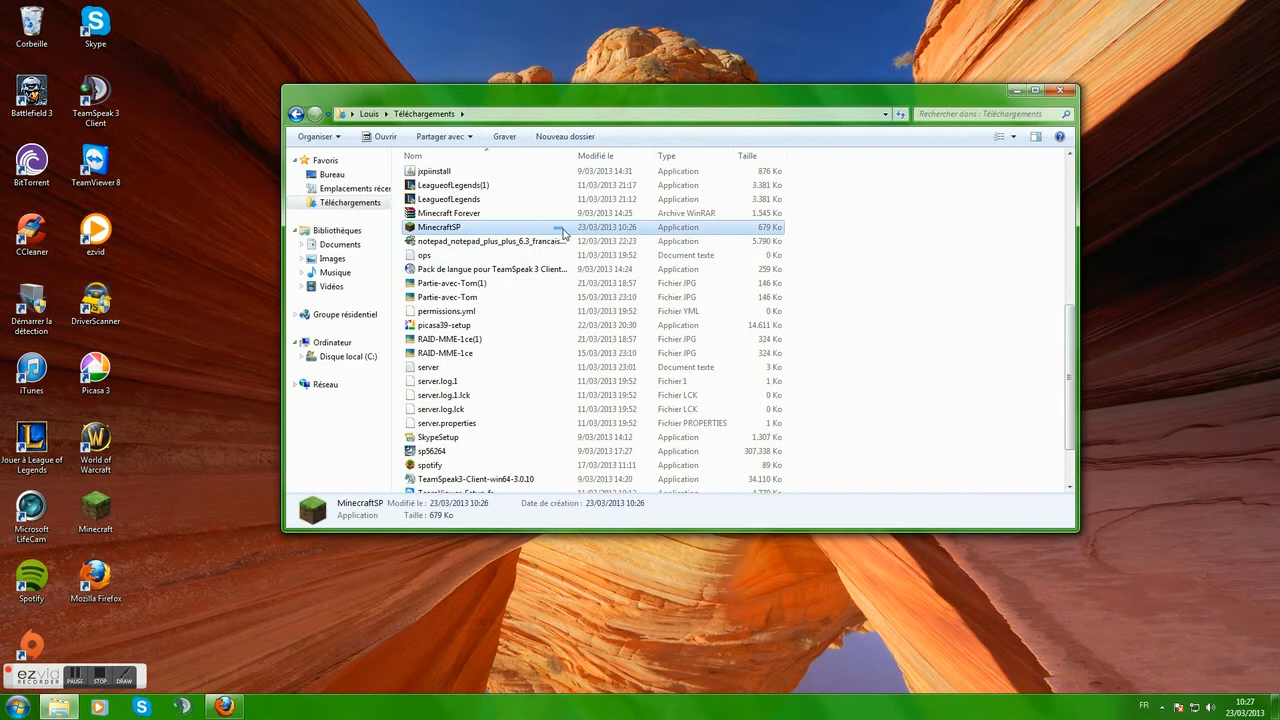 Corbeille
Skype
Battlefield 3
TeamSpeak 3
Client
BitTorrent
TeamViewer 8
CCleaner
ezvid
Démarrer la
détection
DriverScanner
iTunes
Picasa 3
Jouer à League of
Legends
World of
Warcraft
Microsoft
LifeCam
Minecraft
Spotify
Mozilla Firefox
ezvid
RECORDER
PAUSE
STOP
DRAW
Louis
Téléchargements
Rechercher dans : Téléchargements
Organiser
Ouvrir
Partager avec
Graver
Nouveau dossier
Favoris
Bureau
Emplacements récer
Téléchargements
Bibliothèques
Documents
Images
Musique
Vidéos
Groupe résidentiel
Ordinateur
Disque local (C:)
Réseau
Nom Modifié le Type Taille
jxpiinstall 9/03/2013 14:31 Application 876 Ko
LeagueofLegends(1) 11/03/2013 21:17 Application 3.381 Ko
LeagueofLegends 11/03/2013 21:12 Application 3.381 Ko
Minecraft Forever 9/03/2013 14:25 Archive WinRAR 1.545 Ko
MinecraftSP 23/03/2013 10:26 Application 679 Ko
notepad_notepad_plus_plus_6.3_francais... 12/03/2013 22:23 Application 5.790 Ko
ops 11/03/2013 19:52 Document texte 0 Ko
Pack de langue pour TeamSpeak 3 Client... 9/03/2013 14:24 Application 259 Ko
Partie-avec-Tom(1) 21/03/2013 18:57 Fichier JPG 146 Ko
Partie-avec-Tom 15/03/2013 23:10 Fichier JPG 146 Ko
permissions.yml 11/03/2013 19:52 Fichier YML 0 Ko
picasa39-setup 22/03/2013 20:30 Application 14.611 Ko
RAID-MME-1ce(1) 21/03/2013 18:57 Fichier JPG 324 Ko
RAID-MME-1ce 15/03/2013 23:10 Fichier JPG 324 Ko
server 11/03/2013 23:01 Document texte 3 Ko
server.log.1 11/03/2013 19:52 Fichier 1 1 Ko
server.log.1.lck 11/03/2013 19:52 Fichier LCK 0 Ko
server.log.lck 11/03/2013 19:52 Fichier LCK 0 Ko
server.properties 11/03/2013 19:52 Fichier PROPERTIES 1 Ko
SkypeSetup 9/03/2013 14:12 Application 1.307 Ko
sp56264 9/03/2013 17:27 Application 307.338 Ko
spotify 17/03/2013 11:11 Application 89 Ko
TeamSpeak3-Client-win64-3.0.10 9/03/2013 14:20 Application 34.110 Ko
MinecraftSP Modifié le : 23/03/2013 10:26 Date de création : 23/03/2013 10:26
Application Taille : 679 Ko
FR
10:27
23/03/2013